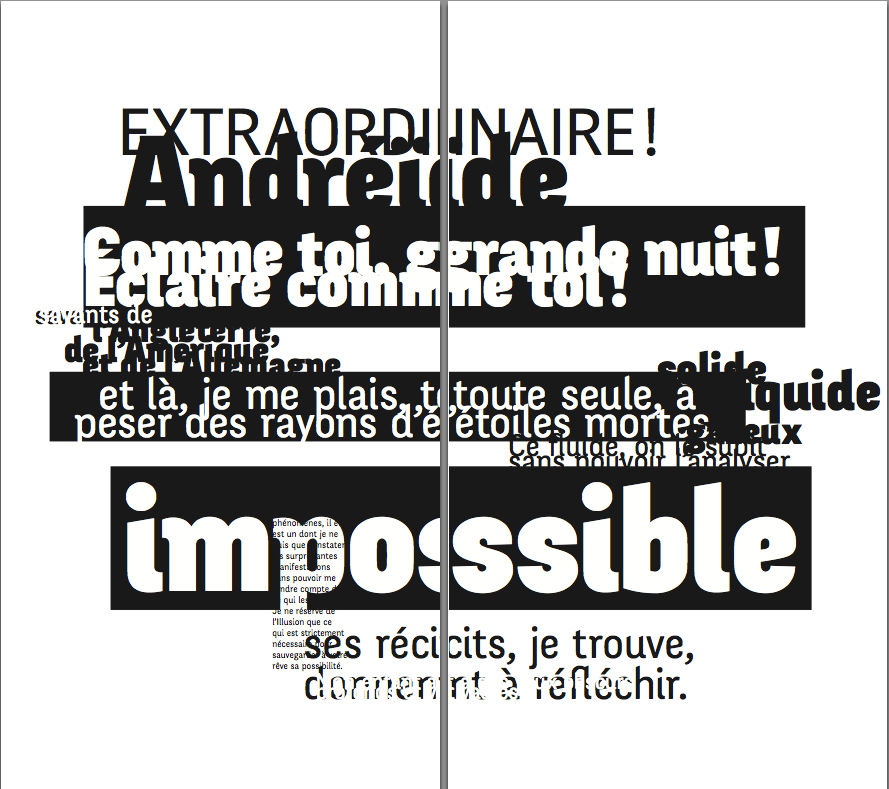 EXTRAORDINAIRE !
Andréide
Comme toi, grande nuit !
Éclaire comme toi !
savants de
l'Angleterre,
de l'Amérique,
et de l'Allemagne
solide
liquide
gazeux
et là, je me plais, toute seule, à
peser des rayons d'étoiles mortes
Ce fluide, on le subit
sans pouvoir l'analyser
impossible
phénomènes, il e
est un dont je ne
puis que constater
les surprenantes
manifestations
sans pouvoir me
rendre compte d
qui les
Je ne réserve de
l'Illusion que ce
qui est strictement
nécessaire pour
sauvegarder à votre
rêve sa possibilité.
ses récits, je trouve,
donnent à réfléchir.